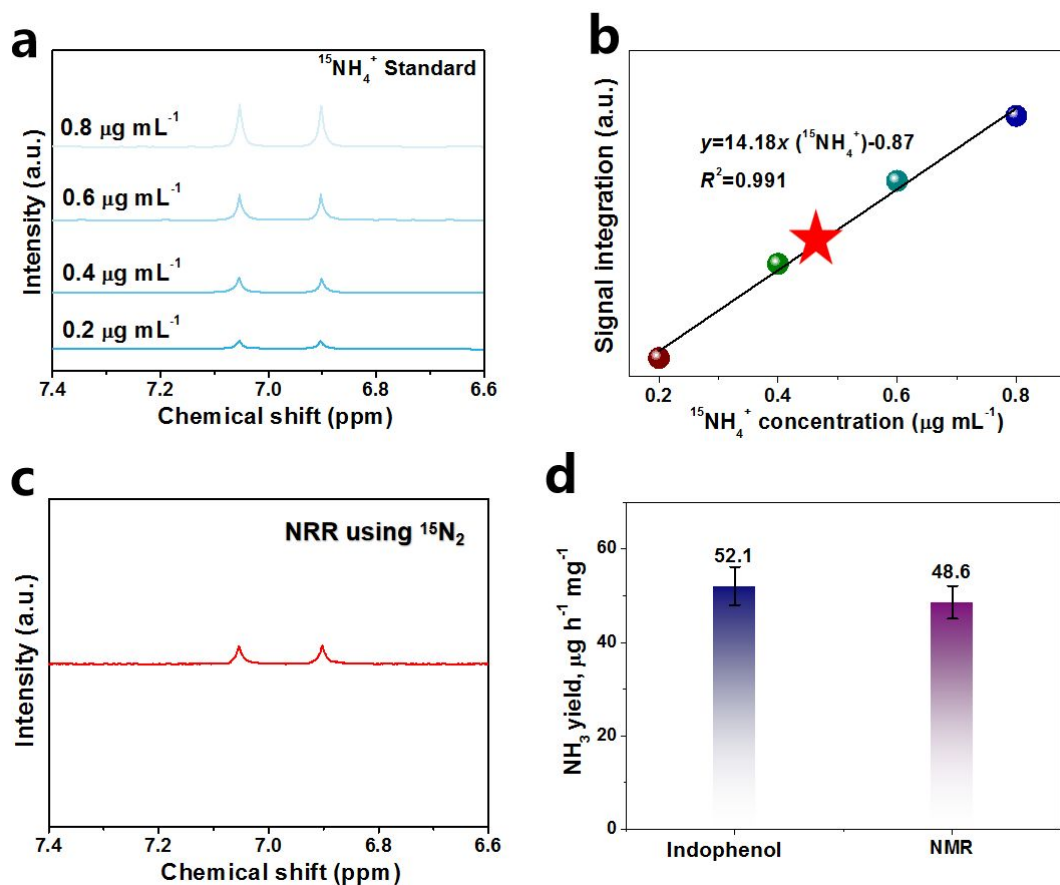 a
¹⁵NH₄⁺ Standard
0.8 μg mL⁻¹
0.6 μg mL⁻¹
0.4 μg mL⁻¹
0.2 μg mL⁻¹
Intensity (a.u.)
7.4 7.2 7.0 6.8 6.6
Chemical shift (ppm)
b
y=14.18x (¹⁵NH₄⁺)-0.87
R²=0.991
Signal integration (a.u.)
0.2 0.4 0.6 0.8
¹⁵NH₄⁺ concentration (μg mL⁻¹)
c
NRR using ¹⁵N₂
Intensity (a.u.)
7.4 7.2 7.0 6.8 6.6
Chemical shift (ppm)
d
NH₃ yield, μg h⁻¹ mg⁻¹
60
40
20
0
52.1
48.6
Indophenol NMR